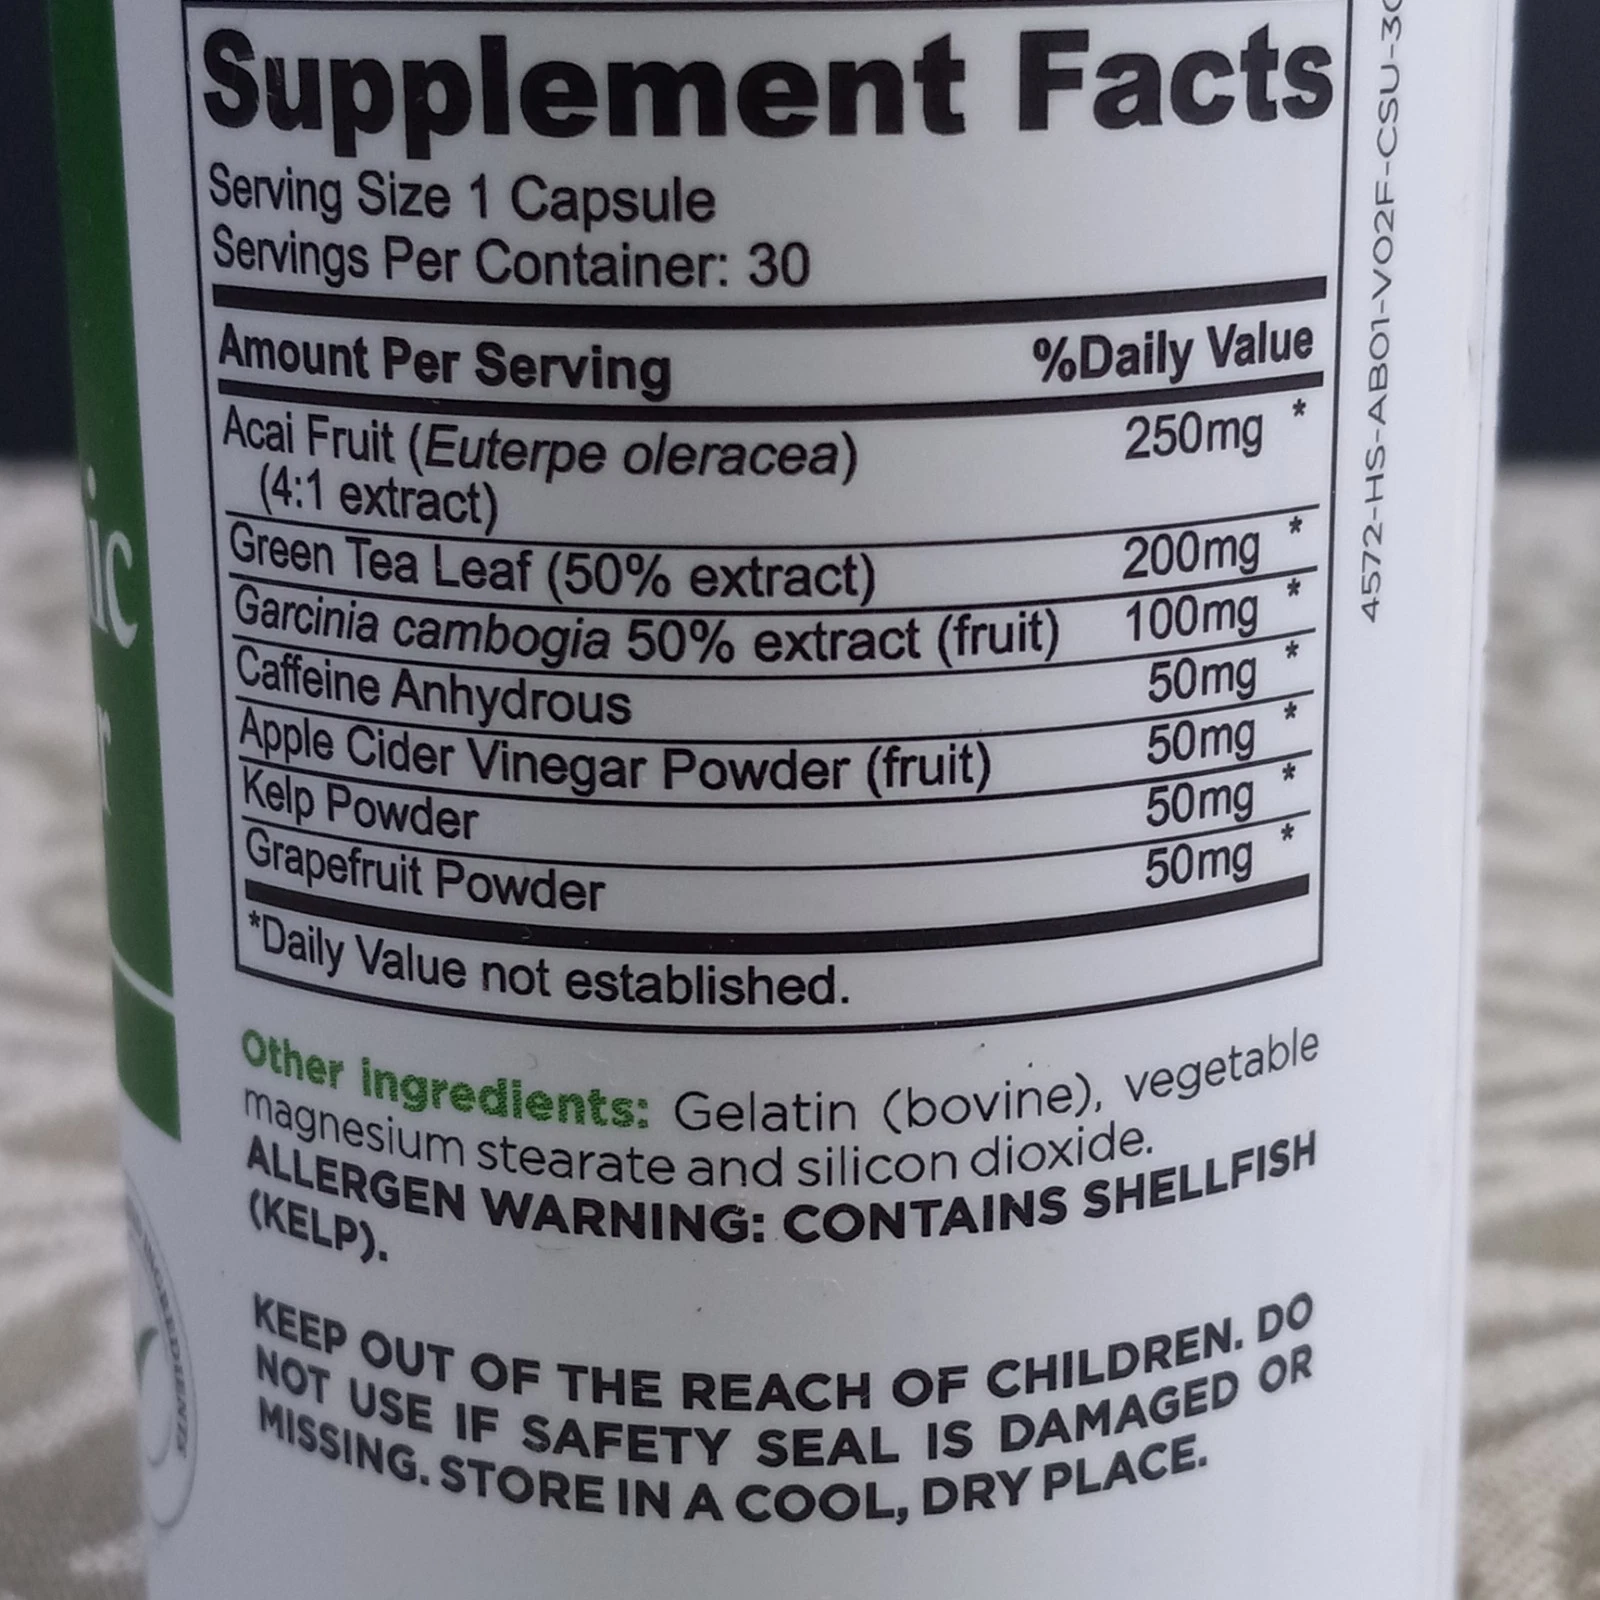 Supplement Facts
Serving Size 1 Capsule
Servings Per Container: 30
Amount Per Serving %Daily Value
Acai Fruit (Euterpe oleracea) 250mg *
(4:1 extract)
Green Tea Leaf (50% extract) 200mg *
Garcinia cambogia 50% extract (fruit) 100mg *
Caffeine Anhydrous 50mg *
Apple Cider Vinegar Powder (fruit) 50mg *
Kelp Powder 50mg *
Grapefruit Powder 50mg *
*Daily Value not established.
Other ingredients: Gelatin (bovine), vegetable
magnesium stearate and silicon dioxide.
ALLERGEN WARNING: CONTAINS SHELLFISH
(KELP).
KEEP OUT OF THE REACH OF CHILDREN. DO
NOT USE IF SAFETY SEAL IS DAMAGED OR
MISSING. STORE IN A COOL, DRY PLACE.
4572-HS-AB01-V02F-CSU-30
ic
r
INGREDIENTS